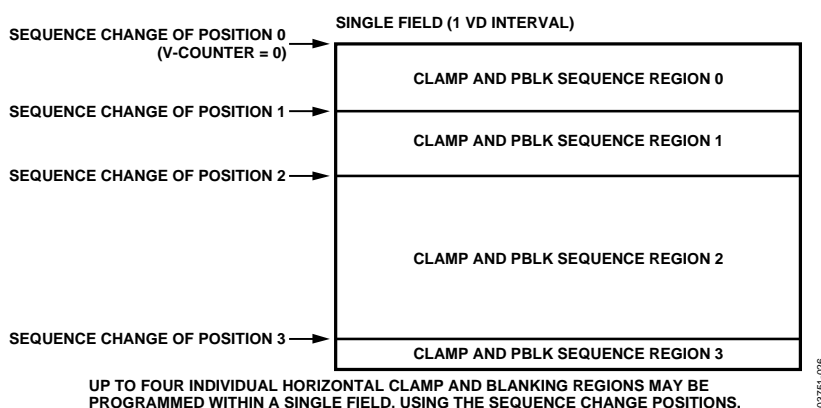 SINGLE FIELD (1 VD INTERVAL)
SEQUENCE CHANGE OF POSITION 0
(V-COUNTER = 0)
CLAMP AND PBLK SEQUENCE REGION 0
SEQUENCE CHANGE OF POSITION 1
CLAMP AND PBLK SEQUENCE REGION 1
SEQUENCE CHANGE OF POSITION 2
CLAMP AND PBLK SEQUENCE REGION 2
SEQUENCE CHANGE OF POSITION 3
CLAMP AND PBLK SEQUENCE REGION 3
UP TO FOUR INDIVIDUAL HORIZONTAL CLAMP AND BLANKING REGIONS MAY BE
PROGRAMMED WITHIN A SINGLE FIELD, USING THE SEQUENCE CHANGE POSITIONS.